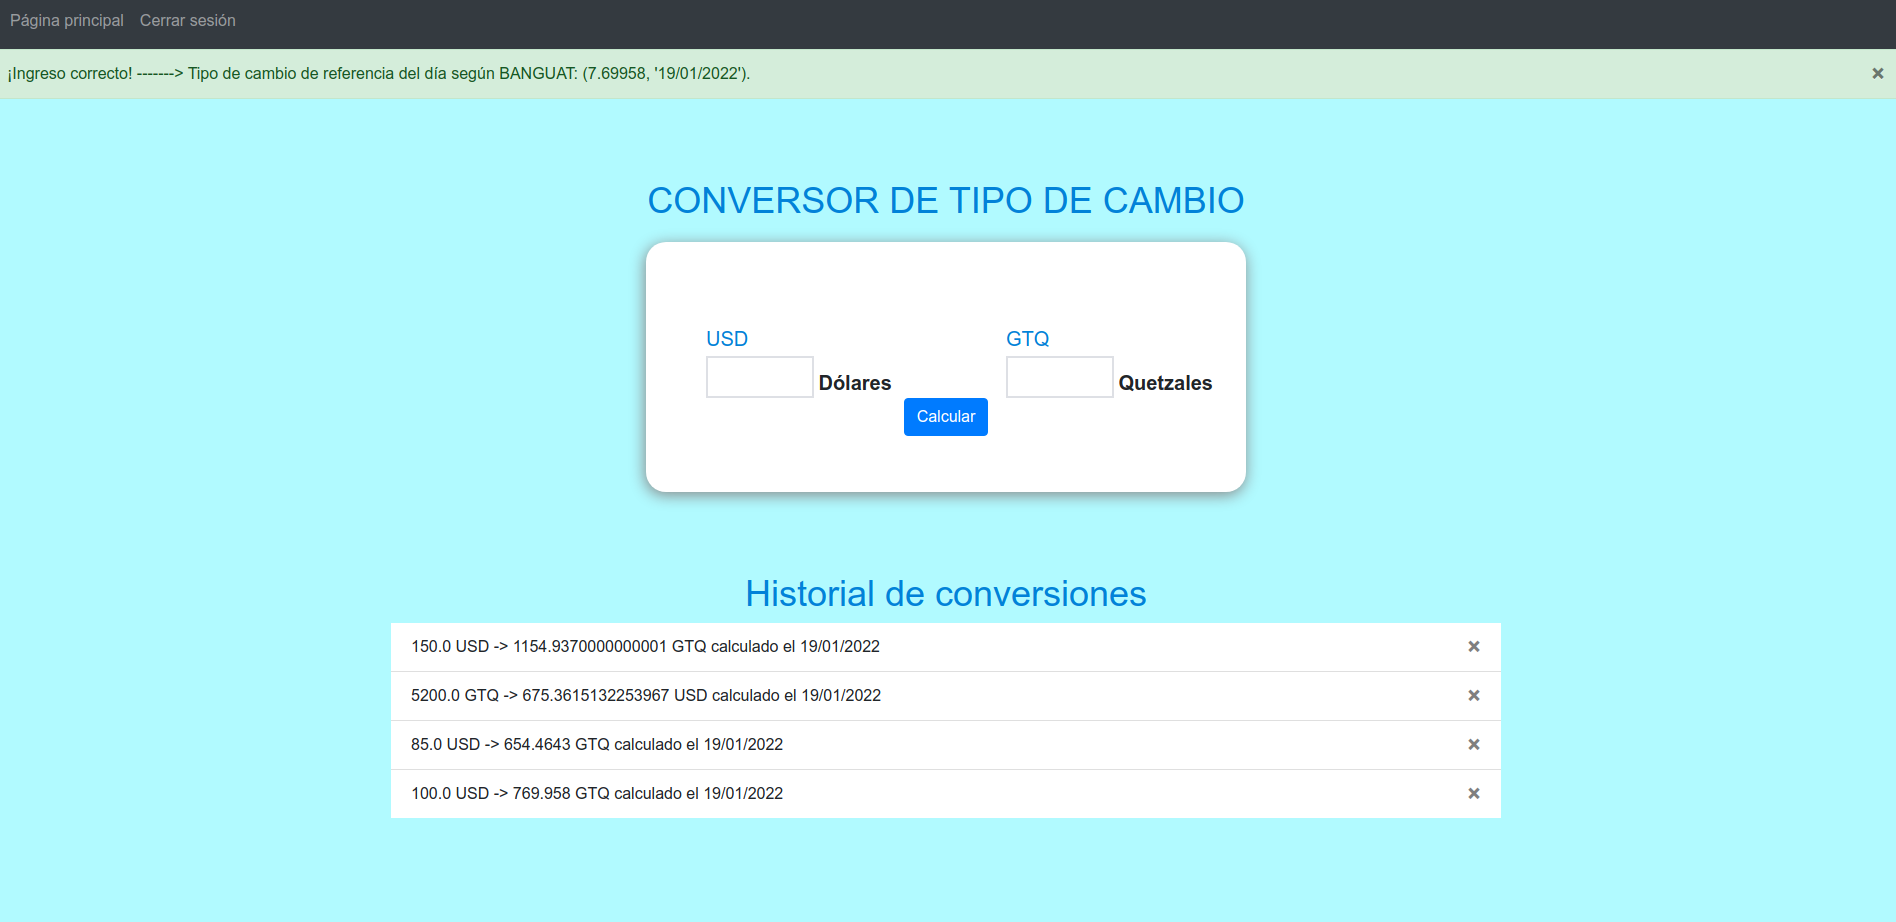 Página principal Cerrar sesión
¡Ingreso correcto! -------> Tipo de cambio de referencia del día según BANGUAT: (7.69958, '19/01/2022'). ×
CONVERSOR DE TIPO DE CAMBIO
USD GTQ
Dólares Quetzales
Calcular
Historial de conversiones
150.0 USD -> 1154.9370000000001 GTQ calculado el 19/01/2022 ×
5200.0 GTQ -> 675.3615132253967 USD calculado el 19/01/2022 ×
85.0 USD -> 654.4643 GTQ calculado el 19/01/2022 ×
100.0 USD -> 769.958 GTQ calculado el 19/01/2022 ×